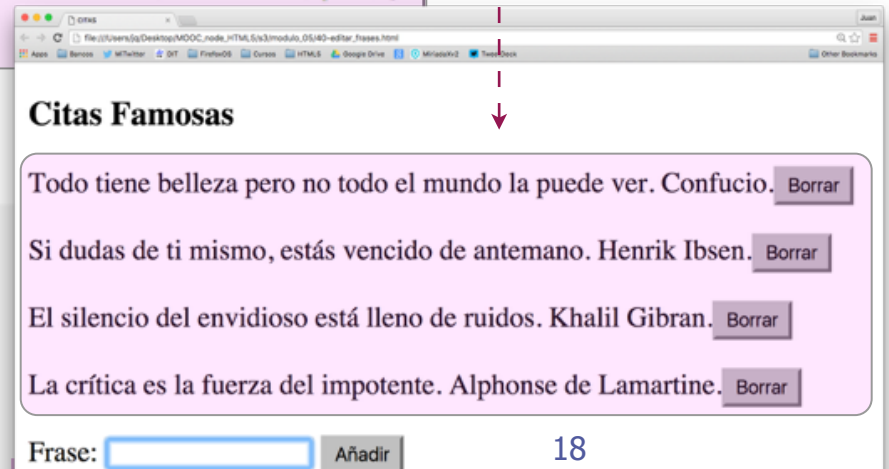 CITAS
Juan
file:///Users/jq/Desktop/MOOC_node_HTML5/s3/modulo_05/40-editar_frases.html
Apps Bancos MiTwitter DIT FirefoxOS Cursos HTML5 Google Drive MiriadaXv2 TweetDeck Other Bookmarks
Citas Famosas
Todo tiene belleza pero no todo el mundo la puede ver. Confucio. Borrar
Si dudas de ti mismo, estás vencido de antemano. Henrik Ibsen. Borrar
El silencio del envidioso está lleno de ruidos. Khalil Gibran. Borrar
La crítica es la fuerza del impotente. Alphonse de Lamartine. Borrar
Frase: Añadir 18